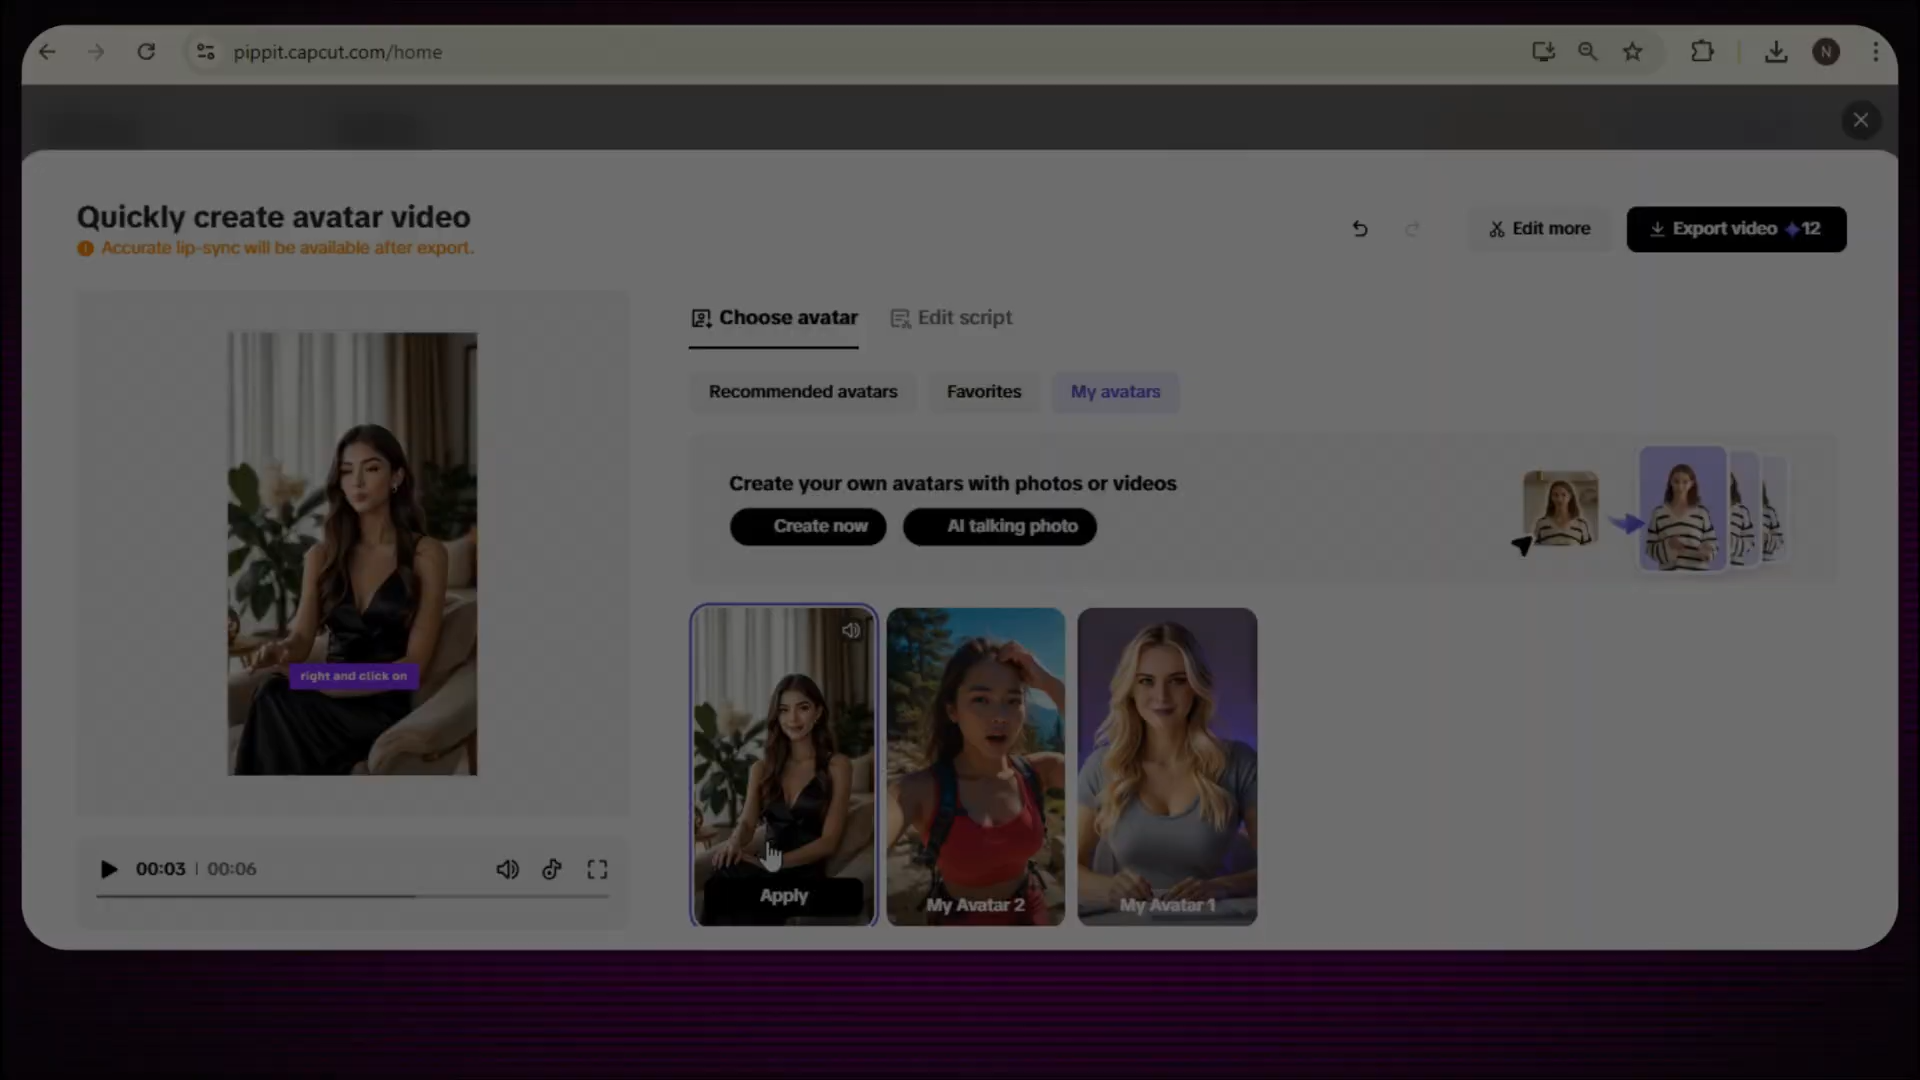 pippit.capcut.com/home
N
Quickly create avatar video
Accurate lip-sync will be available after export.
Edit more
Export video 12
Choose avatar
Edit script
Recommended avatars
Favorites
My avatars
Create your own avatars with photos or videos
Create now
AI talking photo
right and click on
Apply
My Avatar 2
My Avatar 1
00:03 | 00:06